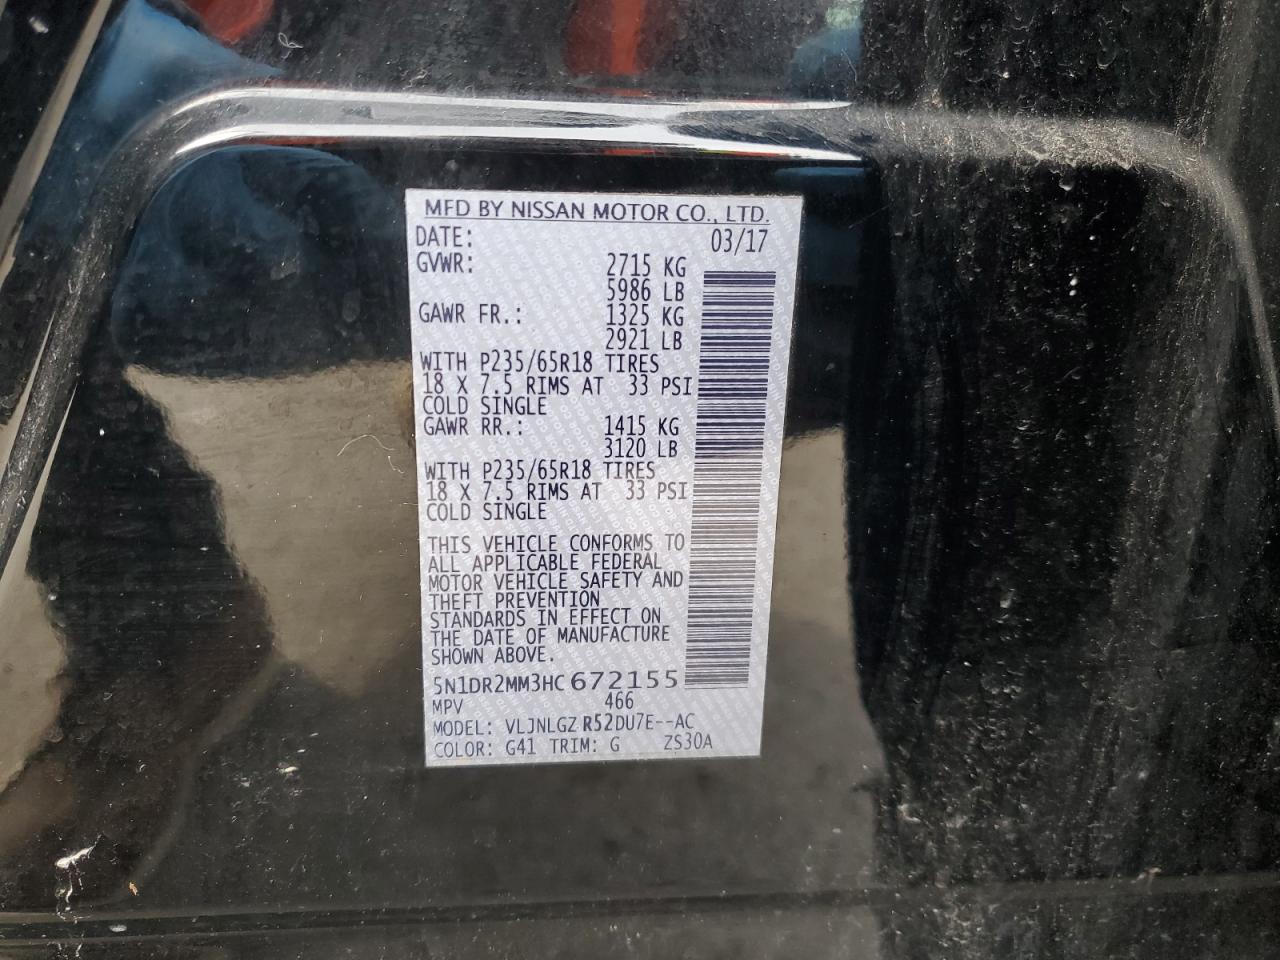 MFD BY NISSAN MOTOR CO., LTD.
DATE: 03/17
GVWR: 2715 KG
5986 LB
GAWR FR.: 1325 KG
2921 LB
WITH P235/65R18 TIRES
18 X 7.5 RIMS AT 33 PSI
COLD SINGLE
GAWR RR.: 1415 KG
3120 LB
WITH P235/65R18 TIRES
18 X 7.5 RIMS AT 33 PSI
COLD SINGLE
THIS VEHICLE CONFORMS TO
ALL APPLICABLE FEDERAL
MOTOR VEHICLE SAFETY AND
THEFT PREVENTION
STANDARDS IN EFFECT ON
THE DATE OF MANUFACTURE
SHOWN ABOVE.
5N1DR2MM3HC672155
MPV 466
MODEL: VLJNLGZ R52DU7E--AC
COLOR: G41 TRIM: G ZS30A